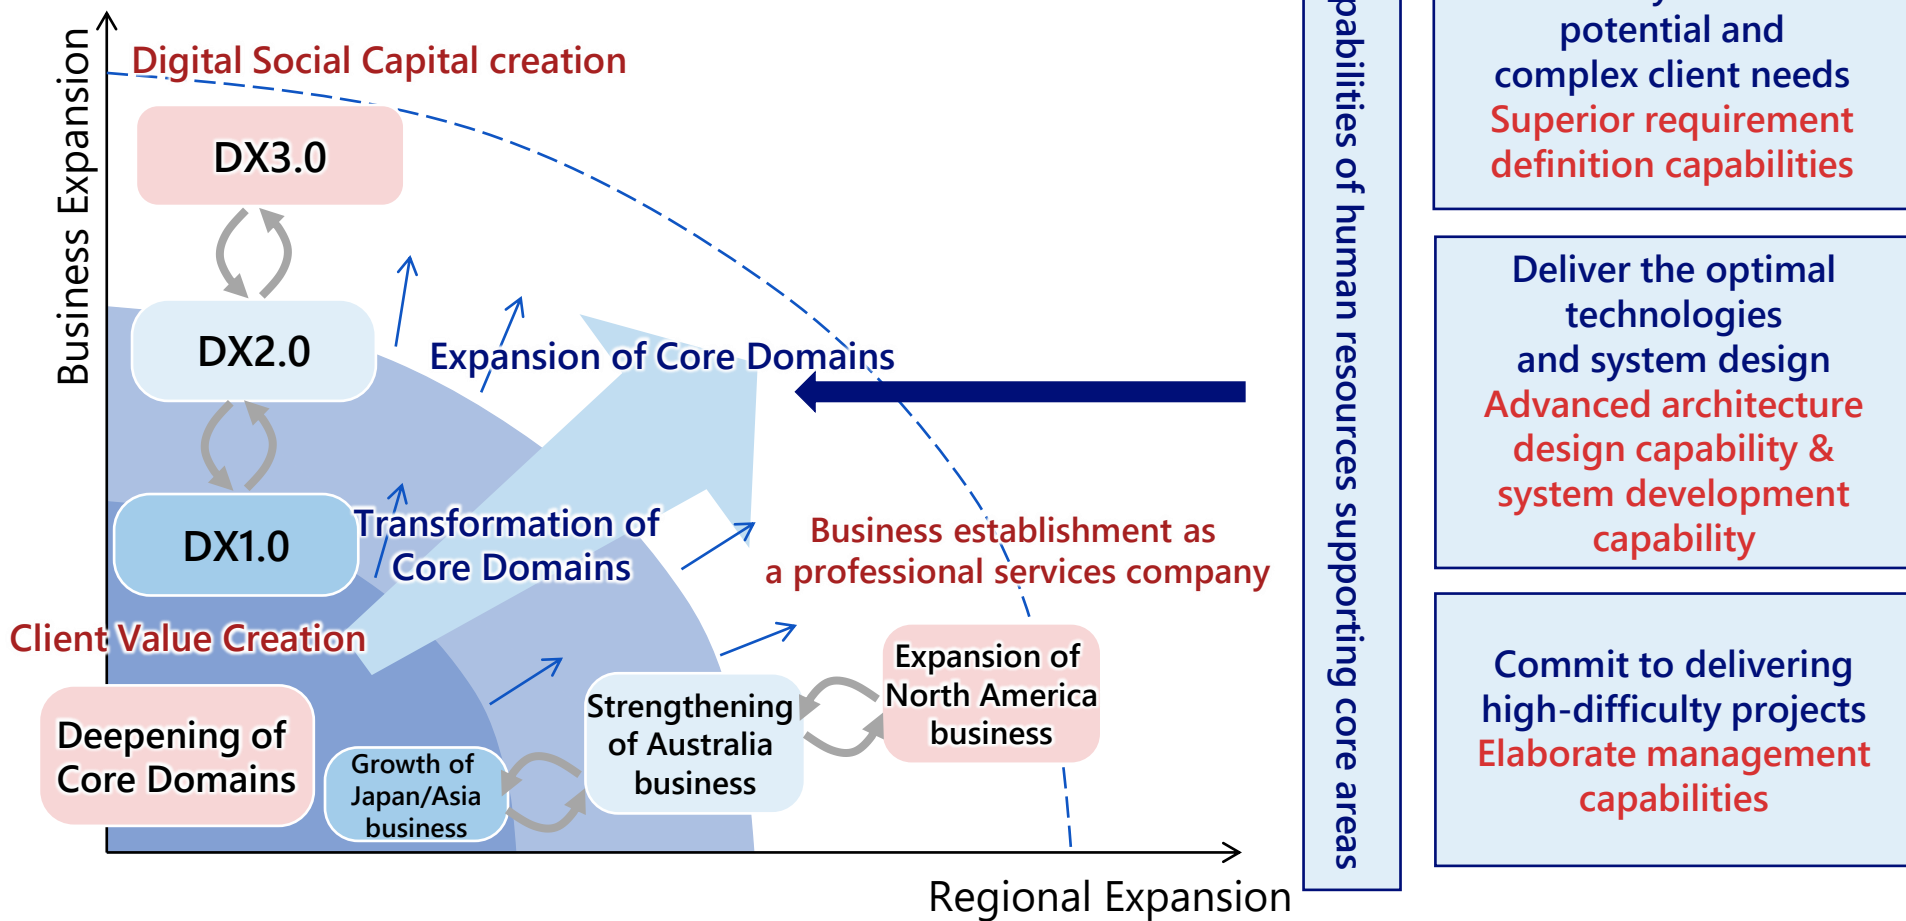 Business Expansion
Digital Social Capital creation
DX3.0
DX2.0
Expansion of Core Domains
DX1.0
Transformation of
Core Domains
Business establishment as
a professional services company
Client Value Creation
Deepening of
Core Domains
Growth of
Japan/Asia
business
Strengthening
of Australia
business
Expansion of
North America
business
Regional Expansion
pabilities of human resources supporting core areas
potential and
complex client needs
Superior requirement
definition capabilities
Deliver the optimal
technologies
and system design
Advanced architecture
design capability &
system development
capability
Commit to delivering
high-difficulty projects
Elaborate management
capabilities